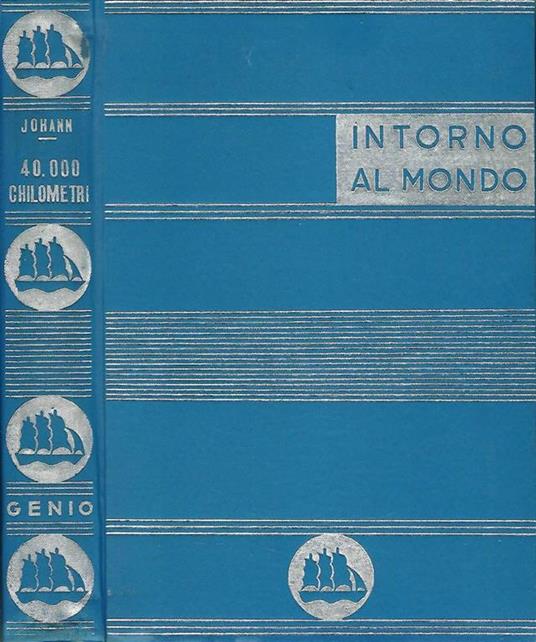 JOHANN
40.000
CHILOMETRI
GENIO
INTORNO
AL MONDO